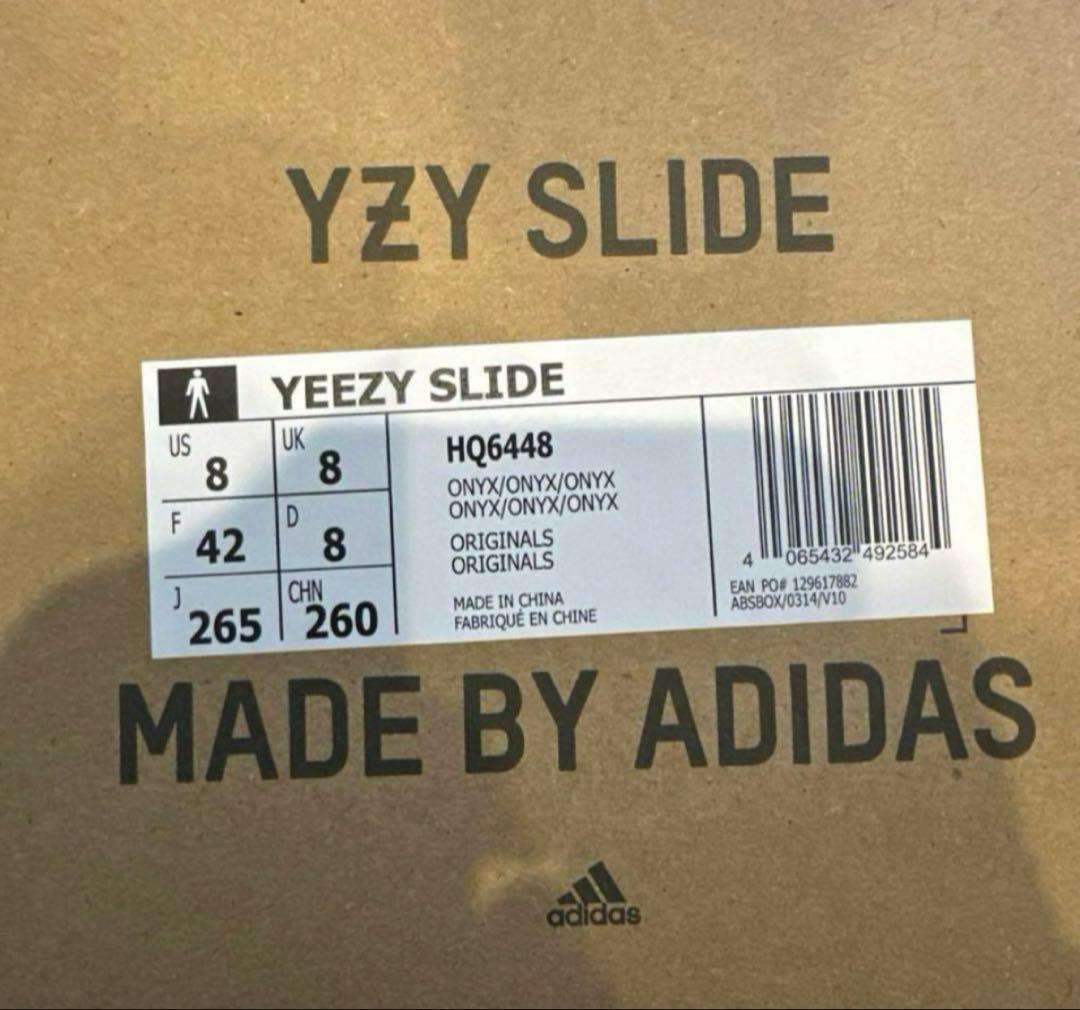 YZY SLIDE
YEEZY SLIDE
US 8 UK 8
F 42 D 8
J 265 CHN 260
HQ6448
ONYX/ONYX/ONYX
ONYX/ONYX/ONYX
ORIGINALS
ORIGINALS
MADE IN CHINA
FABRIQUÉ EN CHINE
4 065432 492584
EAN PO# 129617882
ABSBOX/0314/V10
MADE BY ADIDAS
adidas